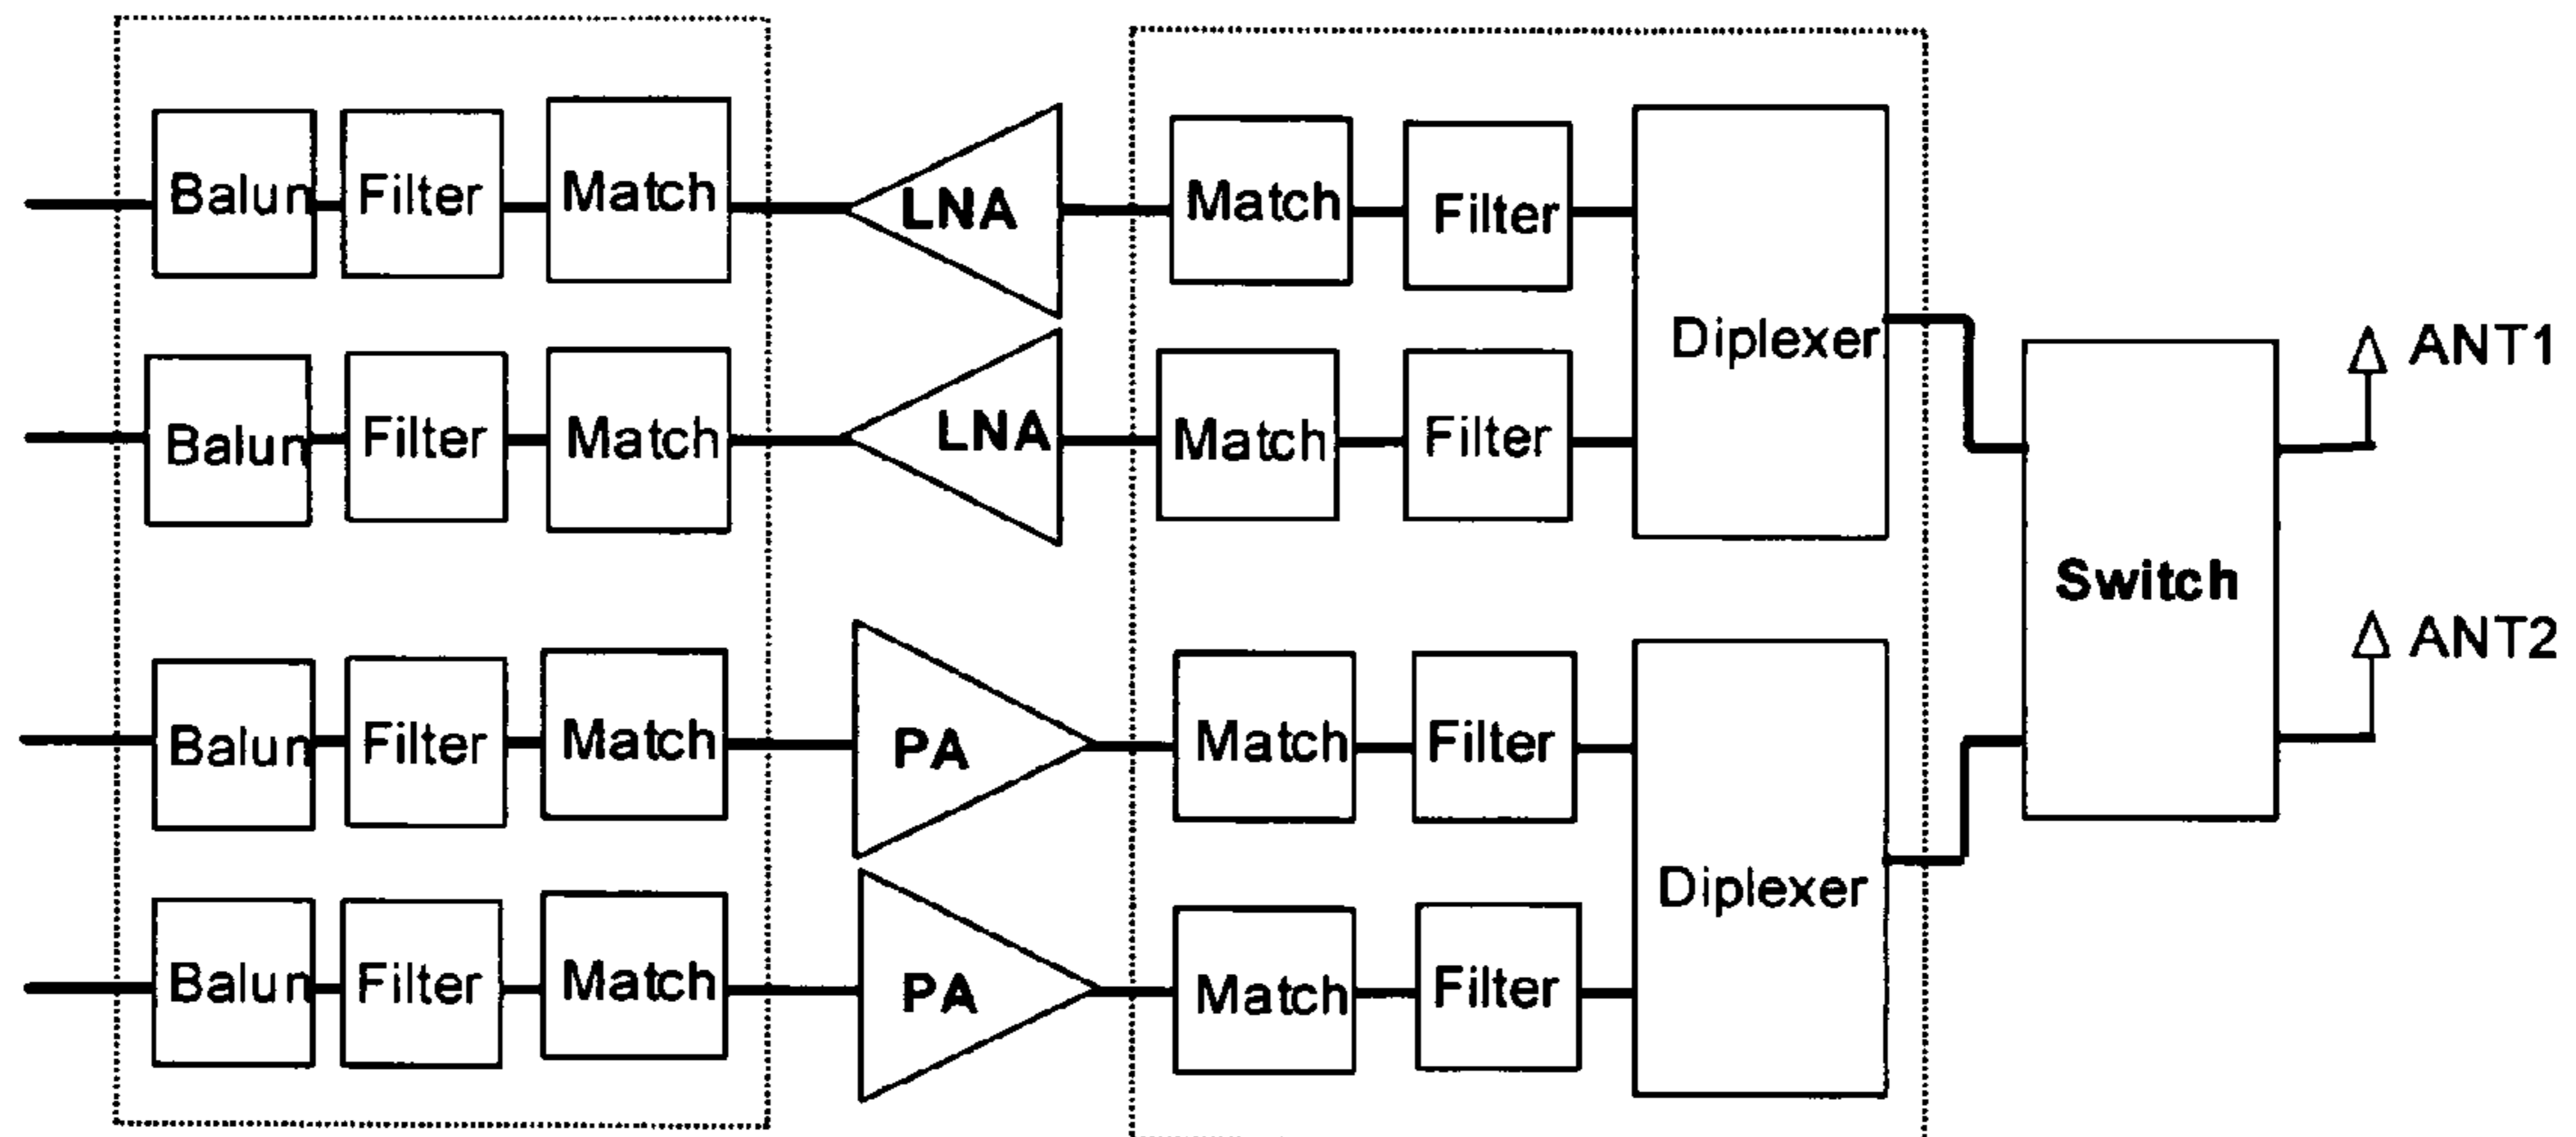 Balun Filter Match LNA Match Filter
Diplexer
Balun Filter Match LNA Match Filter
ANT1
Switch
ANT2
Balun Filter Match PA Match Filter
Diplexer
Balun Filter Match PA Match Filter